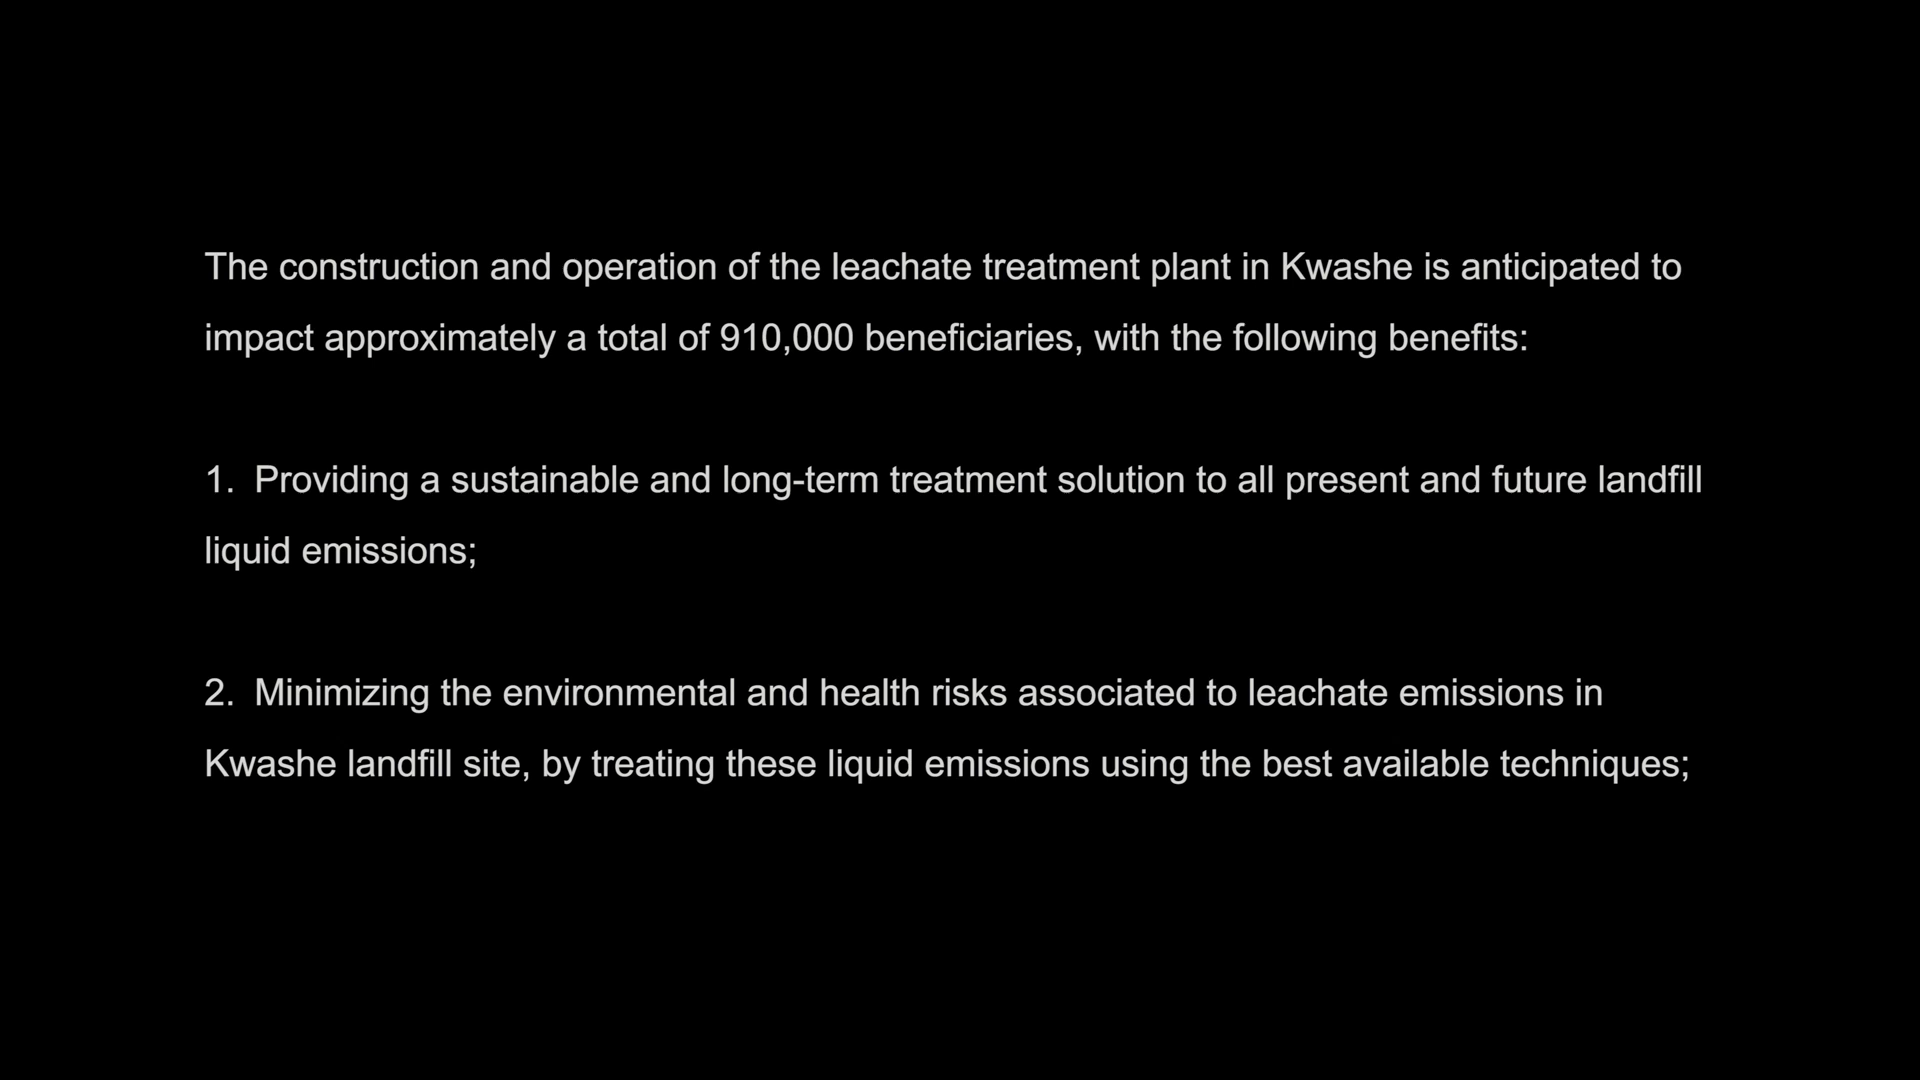 The construction and operation of the leachate treatment plant in Kwashe is anticipated to
impact approximately a total of 910,000 beneficiaries, with the following benefits:
1. Providing a sustainable and long-term treatment solution to all present and future landfill
liquid emissions;
2. Minimizing the environmental and health risks associated to leachate emissions in
Kwashe landfill site, by treating these liquid emissions using the best available techniques;